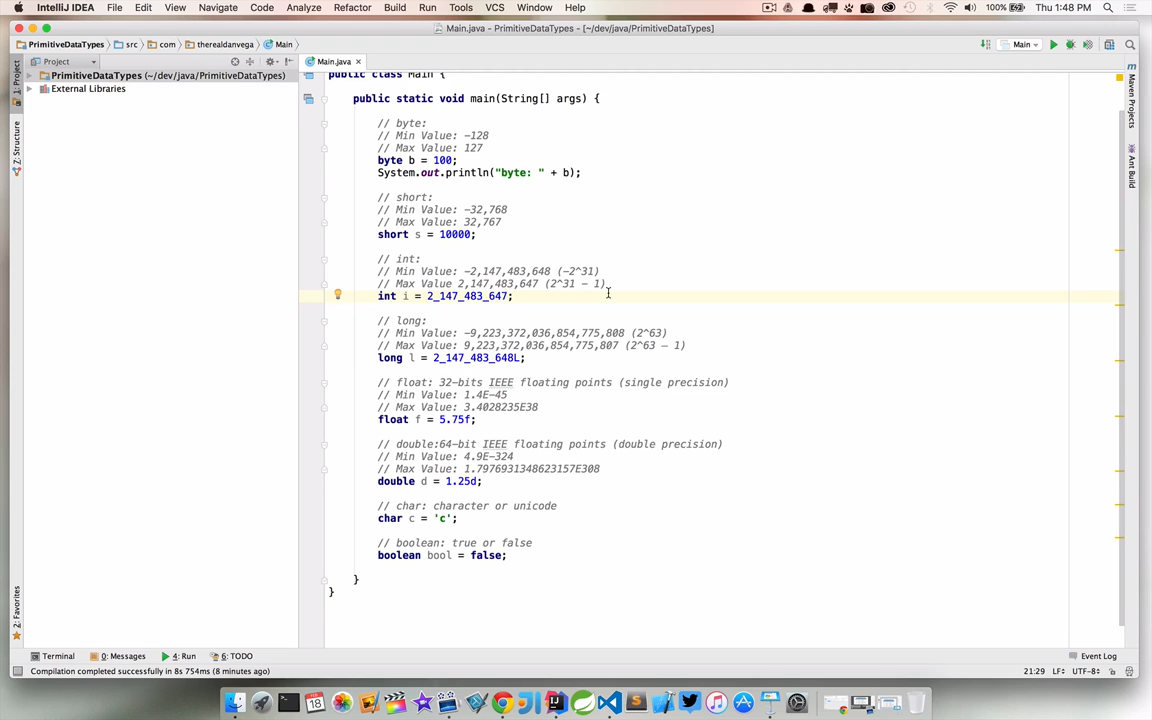 IntelliJ IDEA File Edit View Navigate Code Analyze Refactor Build Run Tools VCS Window Help 100% Thu 1:48 PM
Main.java - PrimitiveDataTypes - [~/dev/java/PrimitiveDataTypes]
PrimitiveDataTypes src com therealdanvega Main Main
Project Main.java
1: Project
PrimitiveDataTypes (~/dev/java/PrimitiveDataTypes)
External Libraries
Z: Structure
2: Favorites
Maven Projects
Ant Build
public class Main {
public static void main(String[] args) {
// byte:
// Min Value: -128
// Max Value: 127
byte b = 100;
System.out.println("byte: " + b);
// short:
// Min Value: -32,768
// Max Value: 32,767
short s = 10000;
// int:
// Min Value: -2,147,483,648 (-2^31)
// Max Value 2,147,483,647 (2^31 - 1)
int i = 2_147_483_647;
// long:
// Min Value: -9,223,372,036,854,775,808 (2^63)
// Max Value: 9,223,372,036,854,775,807 (2^63 – 1)
long l = 2_147_483_648L;
// float: 32-bits IEEE floating points (single precision)
// Min Value: 1.4E-45
// Max Value: 3.4028235E38
float f = 5.75f;
// double:64-bit IEEE floating points (double precision)
// Min Value: 4.9E-324
// Max Value: 1.7976931348623157E308
double d = 1.25d;
// char: character or unicode
char c = 'c';
// boolean: true or false
boolean bool = false;
}
}
Terminal 0: Messages 4: Run 6: TODO Event Log
Compilation completed successfully in 8s 754ms (8 minutes ago) 21:29 LF÷ UTF-8÷
18